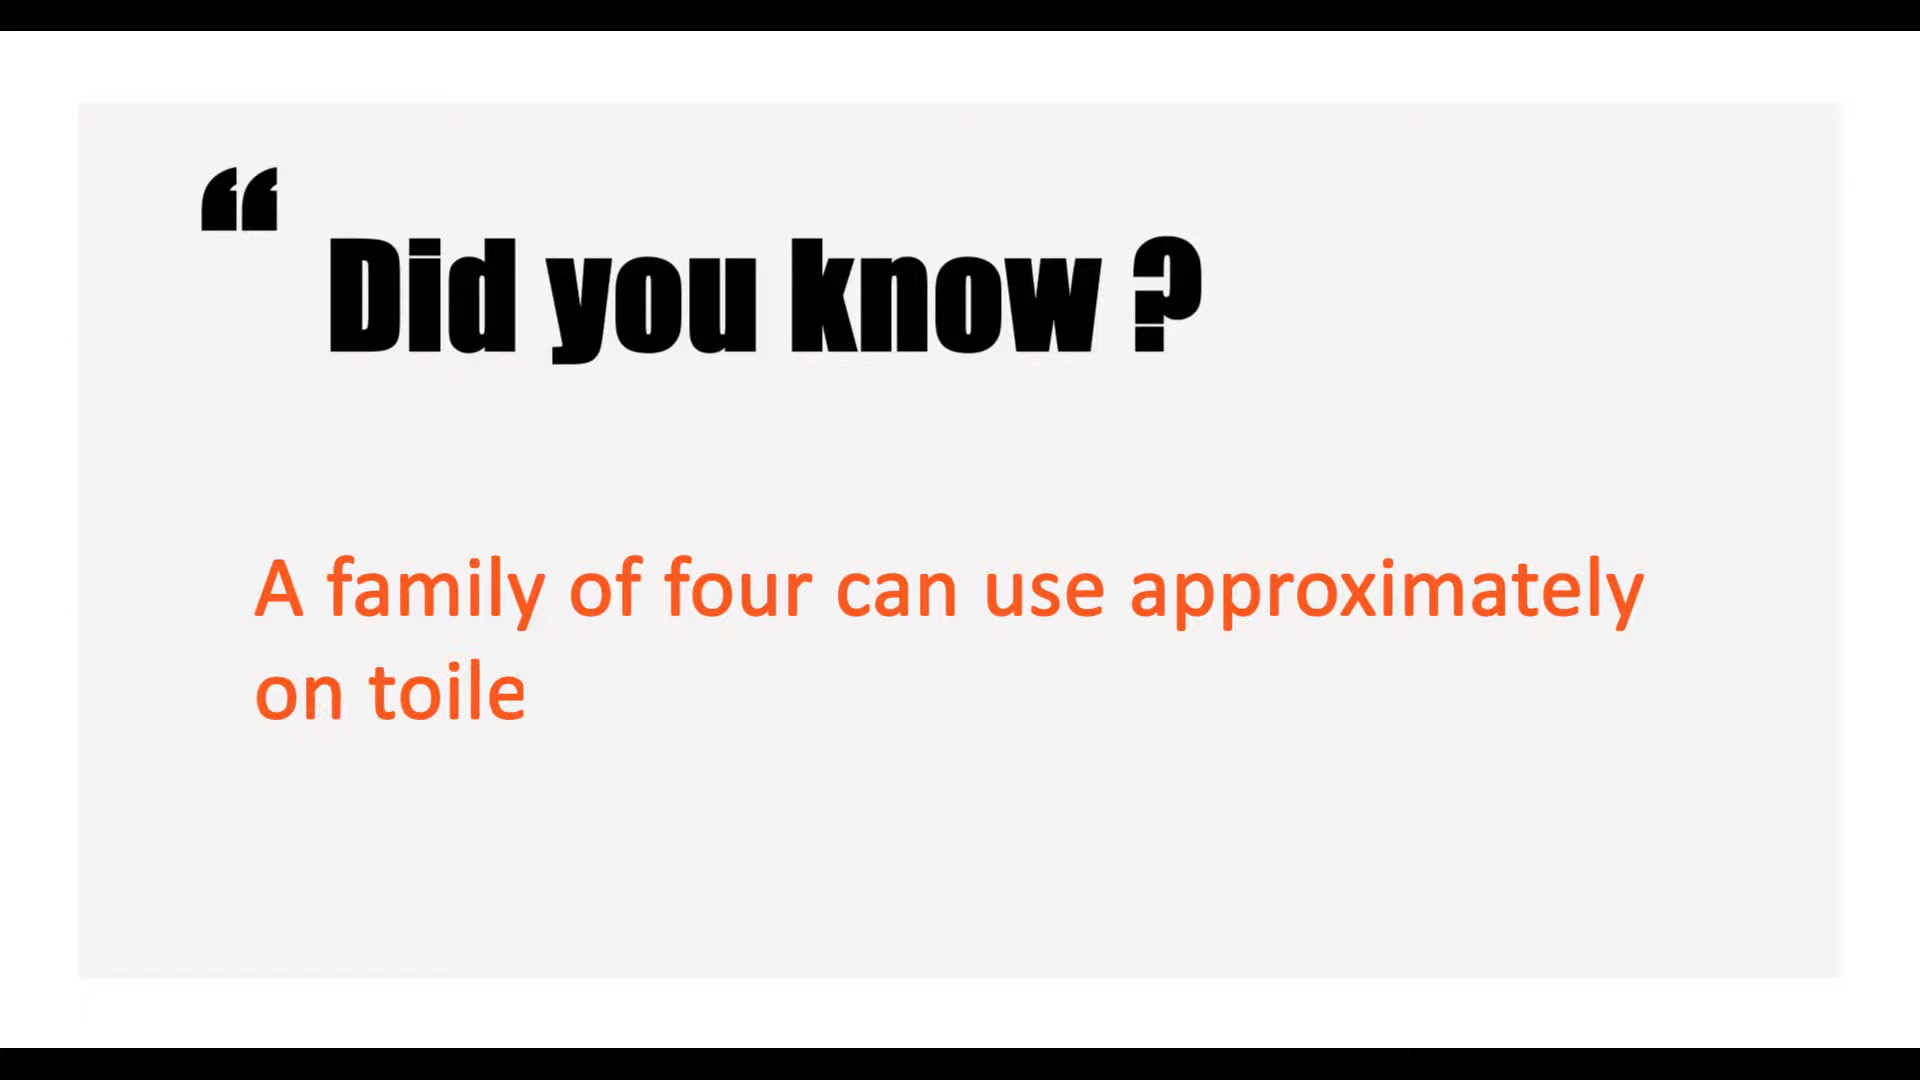 “
Did you know ?
A family of four can use approximately
on toile